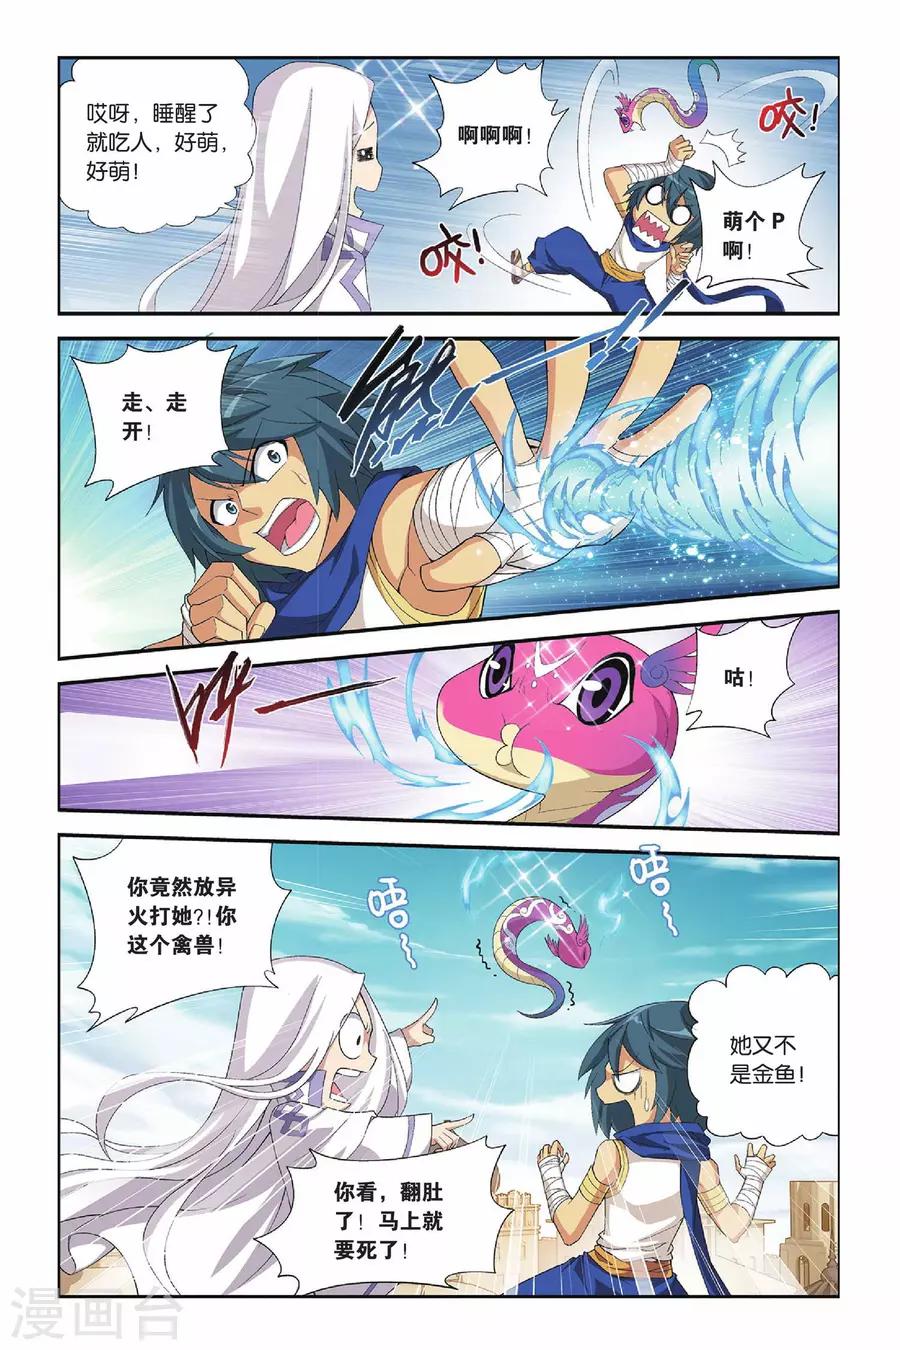 哎呀，睡醒了
就吃人，好萌，
好萌！
啊啊啊！
咬！
咬！
萌个 P
啊！
走、走
开！
咕！
你竟然放异
火打她?！你
这个禽兽！
唔~
唔~
她又不
是金鱼！
你看，翻肚
了！马上就
要死了！
漫画台